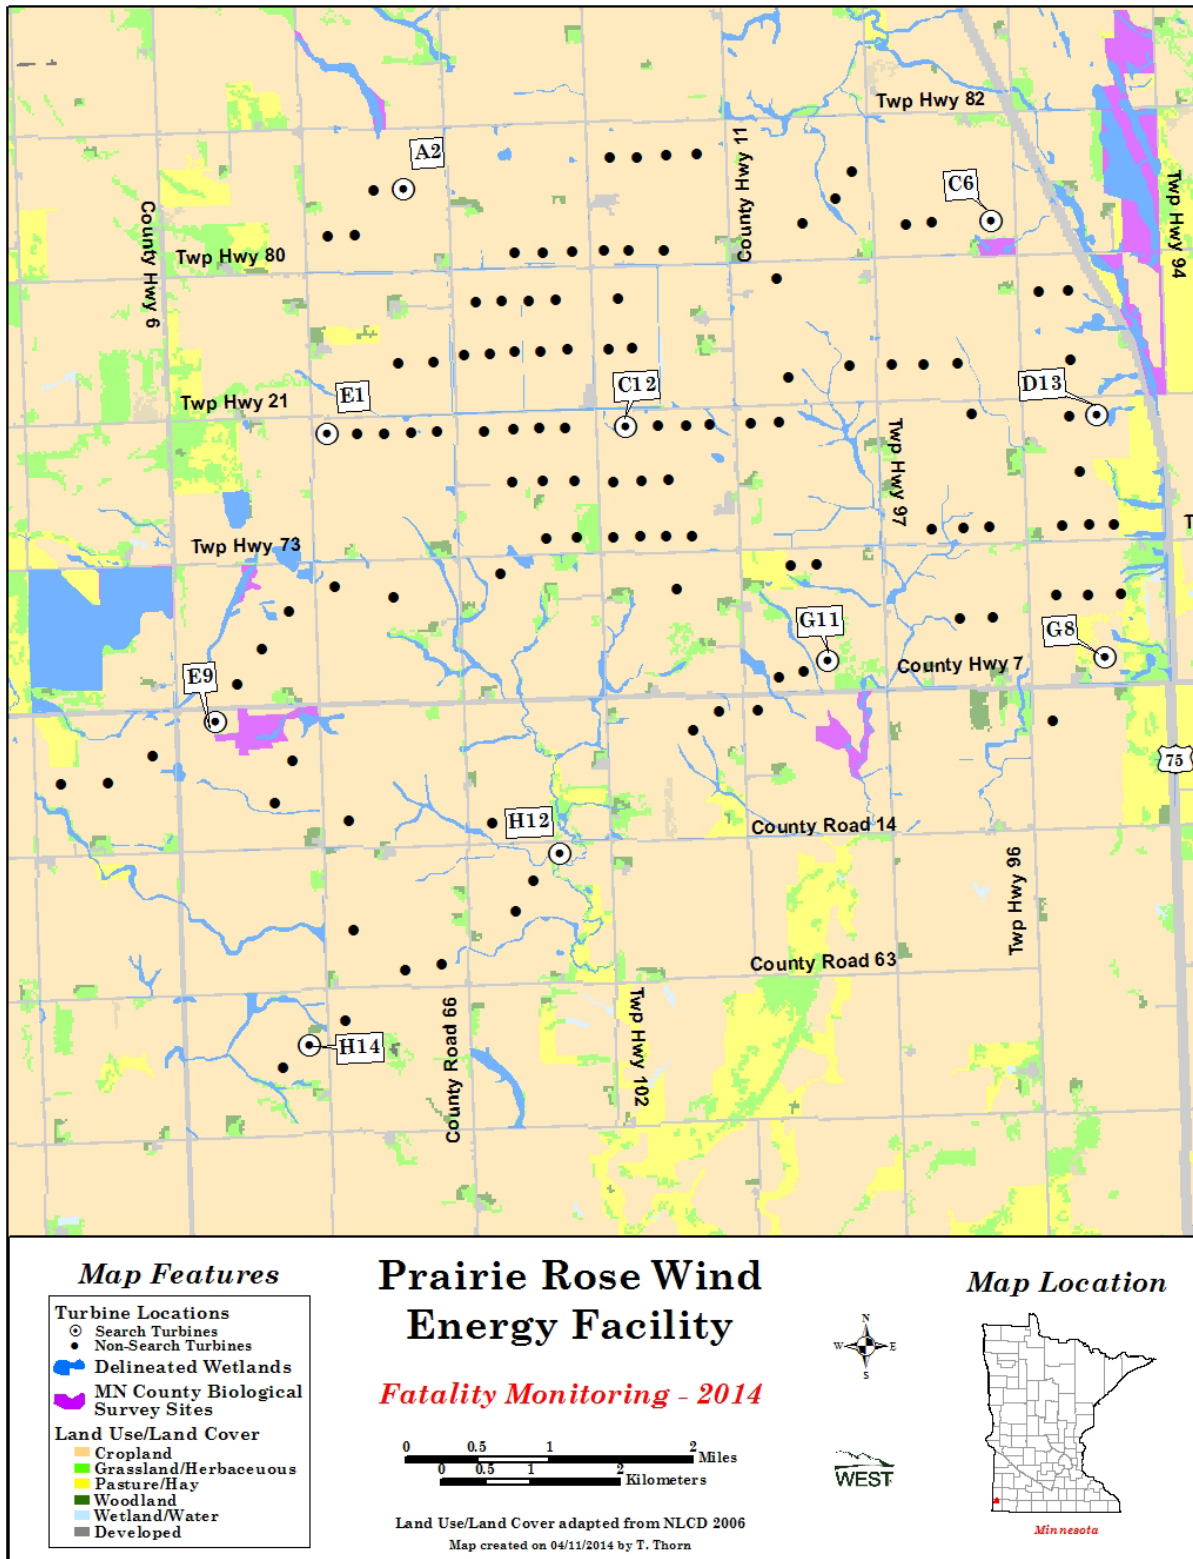 Twp Hwy 82
A2
County Hwy 11
C6
Twp Hwy 94
County Hwy 6
Twp Hwy 80
C12
D13
E1
Twp Hwy 21
Twp Hwy 97
T
Twp Hwy 73
G11
G8
County Hwy 7
E9
75
H12
County Road 14
Twp Hwy 96
County Road 63
County Road 66
Twp Hwy 102
H14
Map Features
Turbine Locations
Search Turbines
Non-Search Turbines
Delineated Wetlands
MN County Biological
Survey Sites
Land Use/Land Cover
Cropland
Grassland/Herbaceuous
Pasture/Hay
Woodland
Wetland/Water
Developed
Prairie Rose Wind
Energy Facility
Fatality Monitoring - 2014
0 0.5 1 2 Miles
0 0.5 1 2 Kilometers
Land Use/Land Cover adapted from NLCD 2006
Map created on 04/11/2014 by T. Thorn
N
W E
S
WEST
Map Location
Minnesota